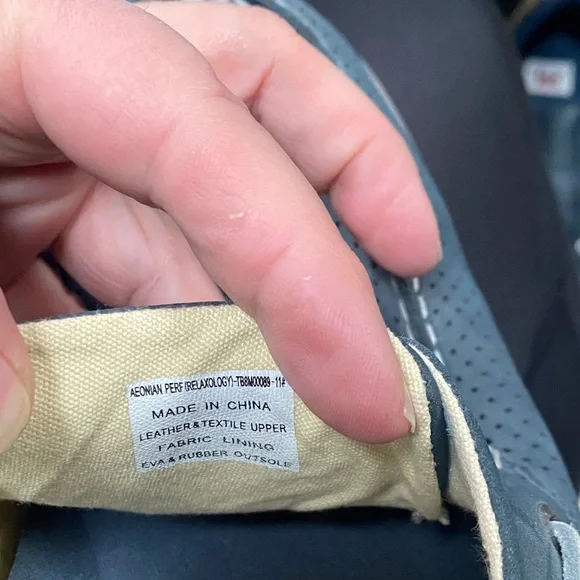 AEONIAN PERF (RELAXOLOGY)-TB8M00089-11#
MADE IN CHINA
LEATHER & TEXTILE UPPER
FABRIC LINING
EVA & RUBBER OUTSOLE